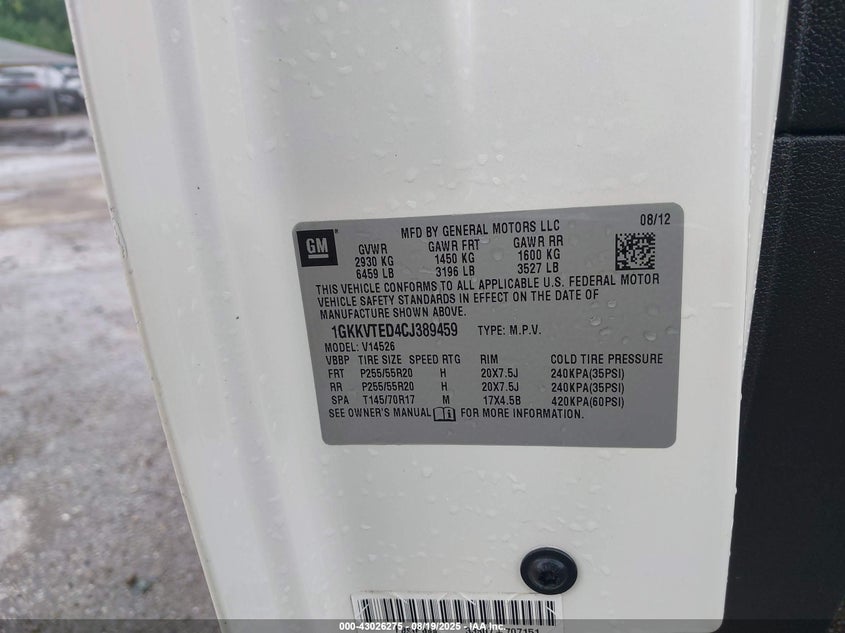 GM
MFD BY GENERAL MOTORS LLC
08/12
GVWR GAWR FRT GAWR RR
2930 KG 1450 KG 1600 KG
6459 LB 3196 LB 3527 LB
THIS VEHICLE CONFORMS TO ALL APPLICABLE U.S. FEDERAL MOTOR
VEHICLE SAFETY STANDARDS IN EFFECT ON THE DATE OF
MANUFACTURE SHOWN ABOVE.
1GKKVTED4CJ389459 TYPE: M.P.V.
MODEL: V14526
VBBP TIRE SIZE SPEED RTG RIM COLD TIRE PRESSURE
FRT P255/55R20 H 20X7.5J 240KPA(35PSI)
RR P255/55R20 H 20X7.5J 240KPA(35PSI)
SPA T145/70R17 M 17X4.5B 420KPA(60PSI)
SEE OWNER'S MANUAL FOR MORE INFORMATION.
000-43026275 - 08/19/2025 - IAA Inc.